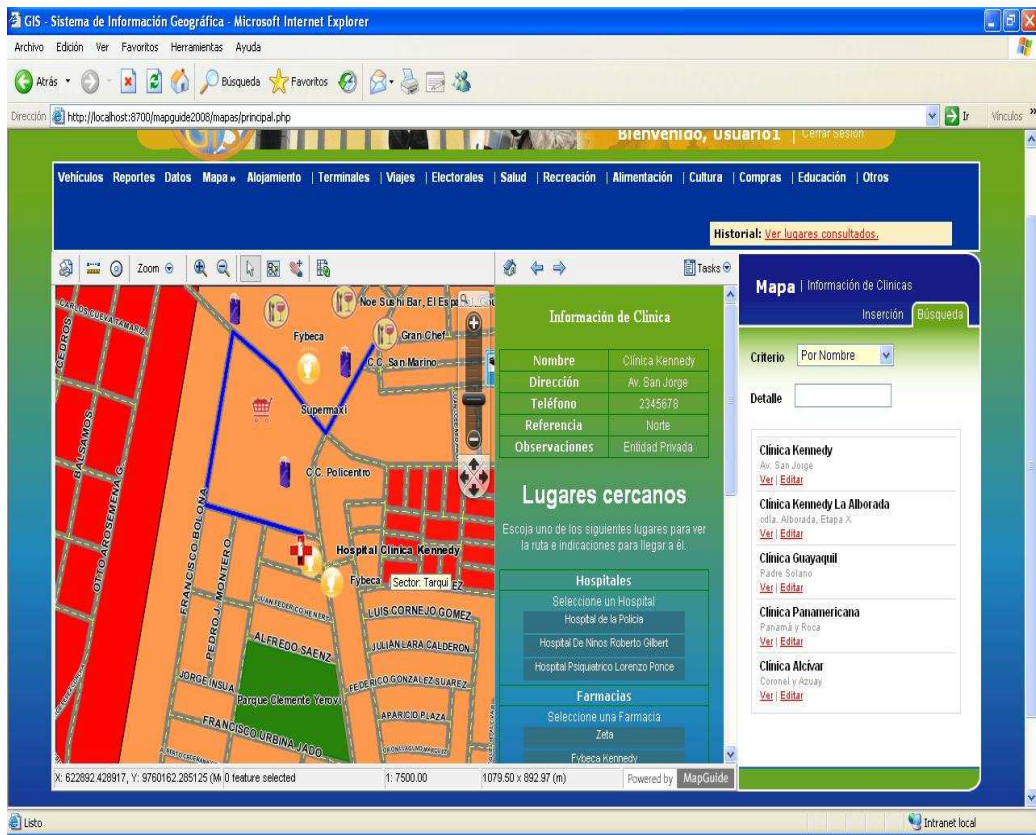 GIS - Sistema de Información Geográfica - Microsoft Internet Explorer
Archivo Edición Ver Favoritos Herramientas Ayuda
Atrás Búsqueda Favoritos
Dirección http://localhost:8700/mapguide2008/mapas/principal.php Ir Vínculos »
Bienvenido, Usuario1 | Cerrar Sesión
Vehículos Reportes Datos Mapa » Alojamiento | Terminales | Viajes | Electorales | Salud | Recreación | Alimentación | Cultura | Compras | Educación | Otros
Historial: Ver lugares consultados.
Zoom
Tasks
CARLOS CUEVA TAMARIZ
CEDROS
Noe Sushi Bar, El Espa
Fybeca
Gran Chef
C.C. San Marino
Supermaxi
BALSAMOS
C.C. Policentro
OTTO AROSEMENA G.
FRANCISCO BOLOÑA
PEDRO J. MONTERO
Hospital Clinica Kennedy
Fybeca
Sector: Tarqui
EZ
JUAN FEDERICO HENERT
LUIS CORNEJO GOMEZ
ALFREDO SAENZ
JULIAN LARA CALDERON
JORGE INSUA
FEDERICO GONZALEZ SUAREZ
Parque Clemente Yerovi
APARICIO PLAZA
FRANCISCO URBINA JADO
Información de Clinica
Nombre Clínica Kennedy
Dirección Av. San Jorge
Teléfono 2345678
Referencia Norte
Observaciones Entidad Privada
Lugares cercanos
Escoja uno de los siguientes lugares para ver
la ruta e indicaciones para llegar a él.
Hospitales
Seleccione un Hospital
Hospital de la Policia
Hospital De Ninos Roberto Gilbert
Hospital Psiquiatrico Lorenzo Ponce
Farmacias
Seleccione una Farmacia
Zeta
Fybeca Kennedy
Mapa | Información de Clinicas
Inserción Búsqueda
Criterio Por Nombre
Detalle
Clínica Kennedy
Av. San Jorge
Ver | Editar
Clínica Kennedy La Alborada
cdla. Alborada, Etapa X
Ver | Editar
Clínica Guayaquil
Padre Solano
Ver | Editar
Clínica Panamericana
Panamá y Roca
Ver | Editar
Clínica Alcívar
Coronel y Azuay
Ver | Editar
X: 622892.428917, Y: 9760162.285125 (M 0 feature selected 1: 7500.00 1079.50 x 892.97 (m) Powered by MapGuide
Listo Intranet local